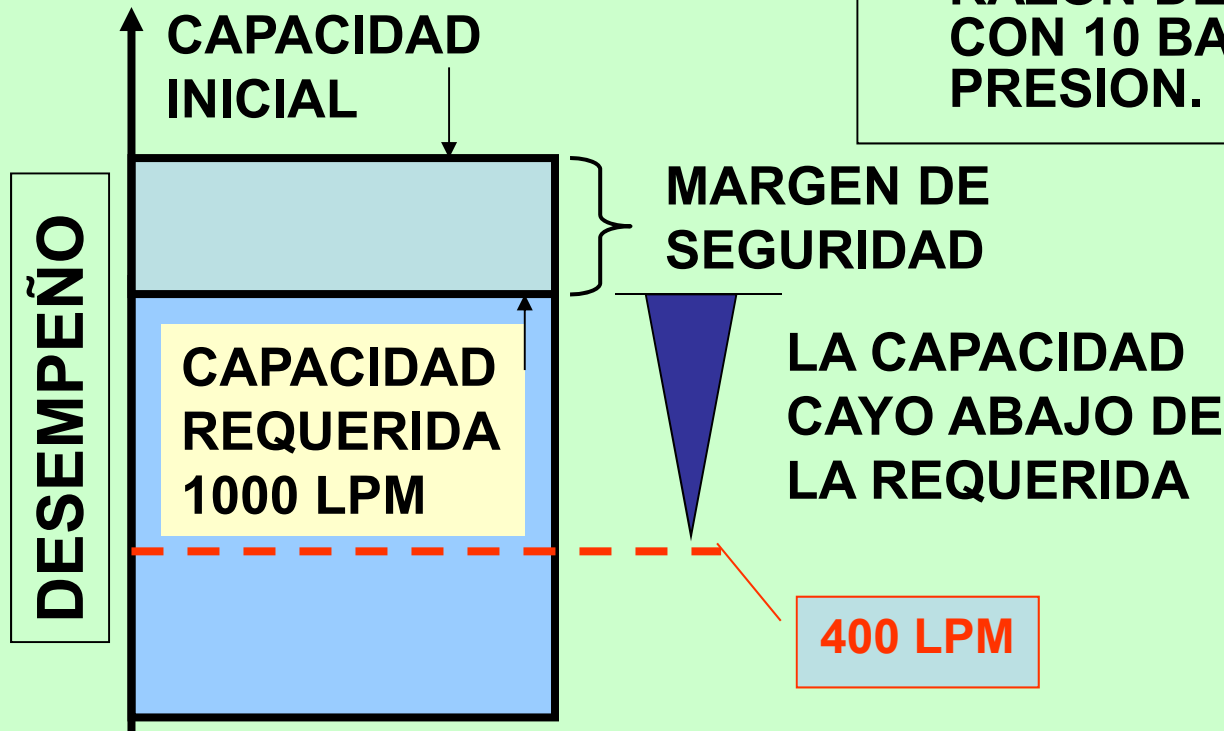 CAPACIDAD
INICIAL
CON 10
PRESION.
MARGEN DE
SEGURIDAD
DESEMPEÑO
CAPACIDAD
REQUERIDA
1000 LPM
LA CAPACIDAD
CAYO ABAJO DE
LA REQUERIDA
400 LPM